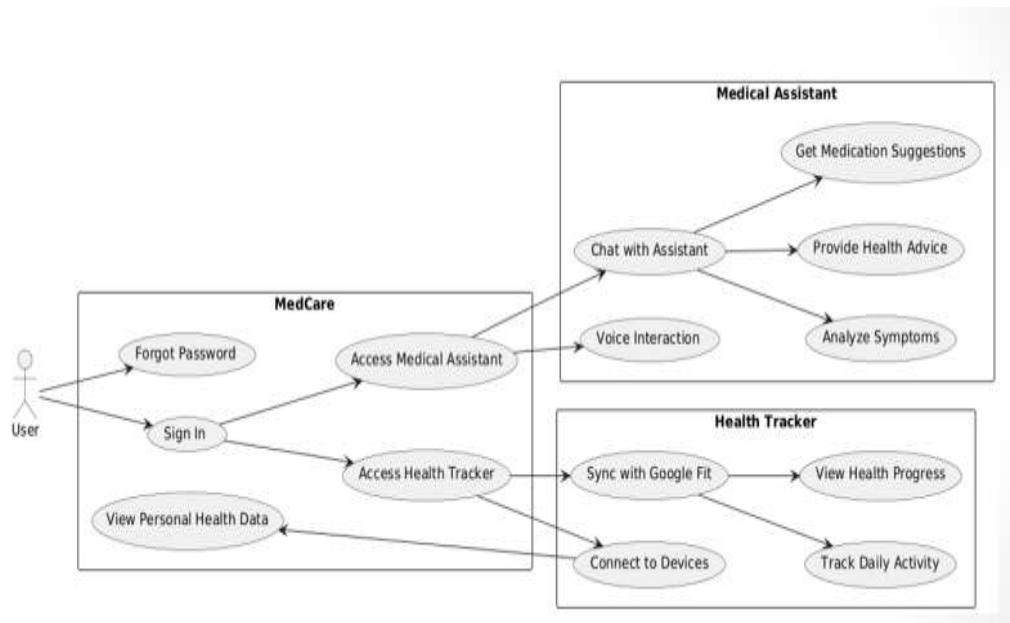 Medical Assistant
Get Medication Suggestions
Chat with Assistant
Provide Health Advice
MedCare
Forgot Password
Access Medical Assistant
Voice Interaction
Analyze Symptoms
User
Sign In
Health Tracker
Access Health Tracker
Sync with Google Fit
View Health Progress
View Personal Health Data
Connect to Devices
Track Daily Activity